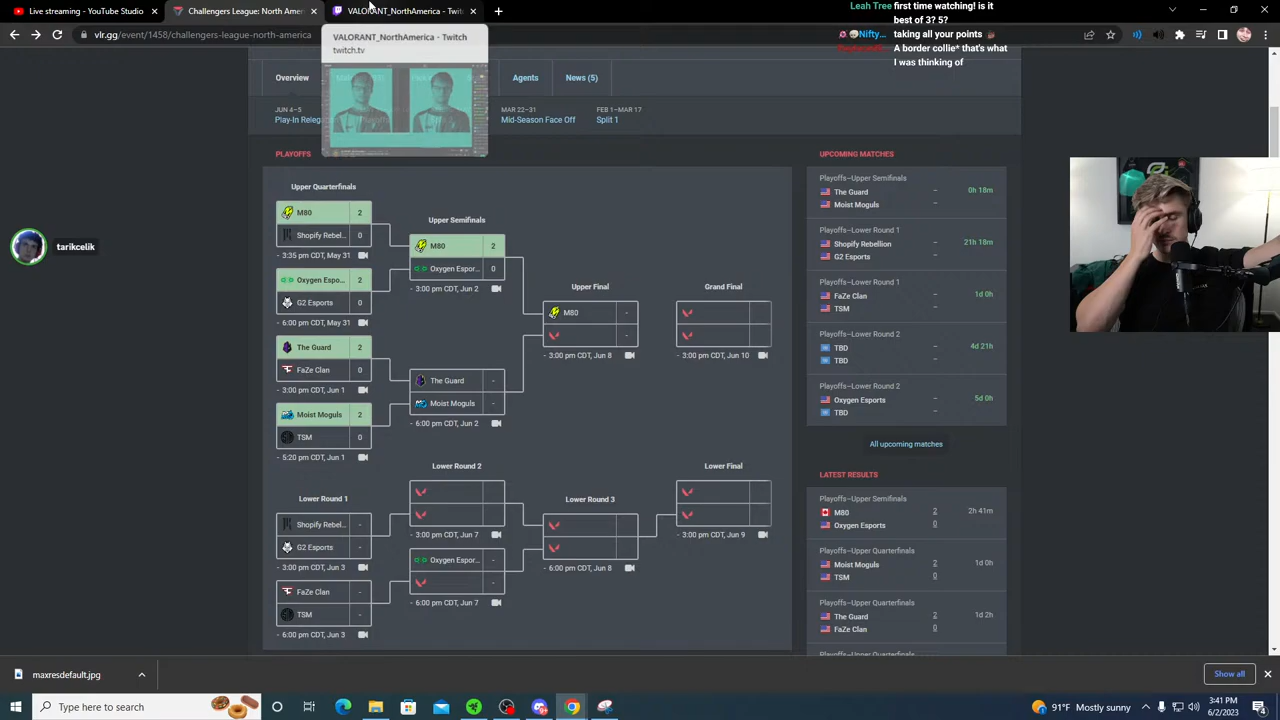 Live streaming - YouTube Studio
Challengers League: North Am
VALORANT_NorthAmerica - Twit
vlr.gg/event/1458/challengers-league-north-america
VALORANT_NorthAmerica - Twitch
twitch.tv
Leah Tree first time watching! is it
best of 3? 5?
Nifty...
taking all your points
A border collie* that's what
I was thinking of
Overview
Agents
News (5)
JUN 4–5
Play-In Releg
MAR 22–31
Mid-Season Face Off
FEB 1–MAR 17
Split 1
PLAYOFFS
Upper Quarterfinals
M80 2
Shopify Rebel... 0
- 3:35 pm CDT, May 31
Oxygen Espo... 2
G2 Esports 0
- 6:00 pm CDT, May 31
The Guard 2
FaZe Clan 0
- 3:00 pm CDT, Jun 1
Moist Moguls 2
TSM 0
- 5:20 pm CDT, Jun 1
Upper Semifinals
M80 2
Oxygen Espor... 0
- 3:00 pm CDT, Jun 2
The Guard -
Moist Moguls -
- 6:00 pm CDT, Jun 2
Upper Final
M80 -
-
- 3:00 pm CDT, Jun 8
Grand Final
- 3:00 pm CDT, Jun 10
Lower Round 1
Shopify Rebel... -
G2 Esports -
- 3:00 pm CDT, Jun 3
FaZe Clan -
TSM -
- 6:00 pm CDT, Jun 3
Lower Round 2
- 3:00 pm CDT, Jun 7
Oxygen Espor... -
-
- 6:00 pm CDT, Jun 7
Lower Round 3
- 6:00 pm CDT, Jun 8
Lower Final
- 3:00 pm CDT, Jun 9
UPCOMING MATCHES
Playoffs–Upper Semifinals
The Guard –
Moist Moguls –
0h 18m
Playoffs–Lower Round 1
Shopify Rebellion –
G2 Esports –
21h 18m
Playoffs–Lower Round 1
FaZe Clan –
TSM –
1d 0h
Playoffs–Lower Round 2
TBD –
TBD –
4d 21h
Playoffs–Lower Round 2
Oxygen Esports –
TBD –
5d 0h
All upcoming matches
LATEST RESULTS
Playoffs–Upper Semifinals
M80 2
Oxygen Esports 0
2h 41m
Playoffs–Upper Quarterfinals
Moist Moguls 2
TSM 0
1d 0h
Playoffs–Upper Quarterfinals
The Guard 2
FaZe Clan 0
1d 2h
Playoffs–Upper Quarterfinals
tarikcelik
maxresdefault.jpg
Show all
Type here to search
91°F Mostly sunny
3:41 PM
6/2/2023